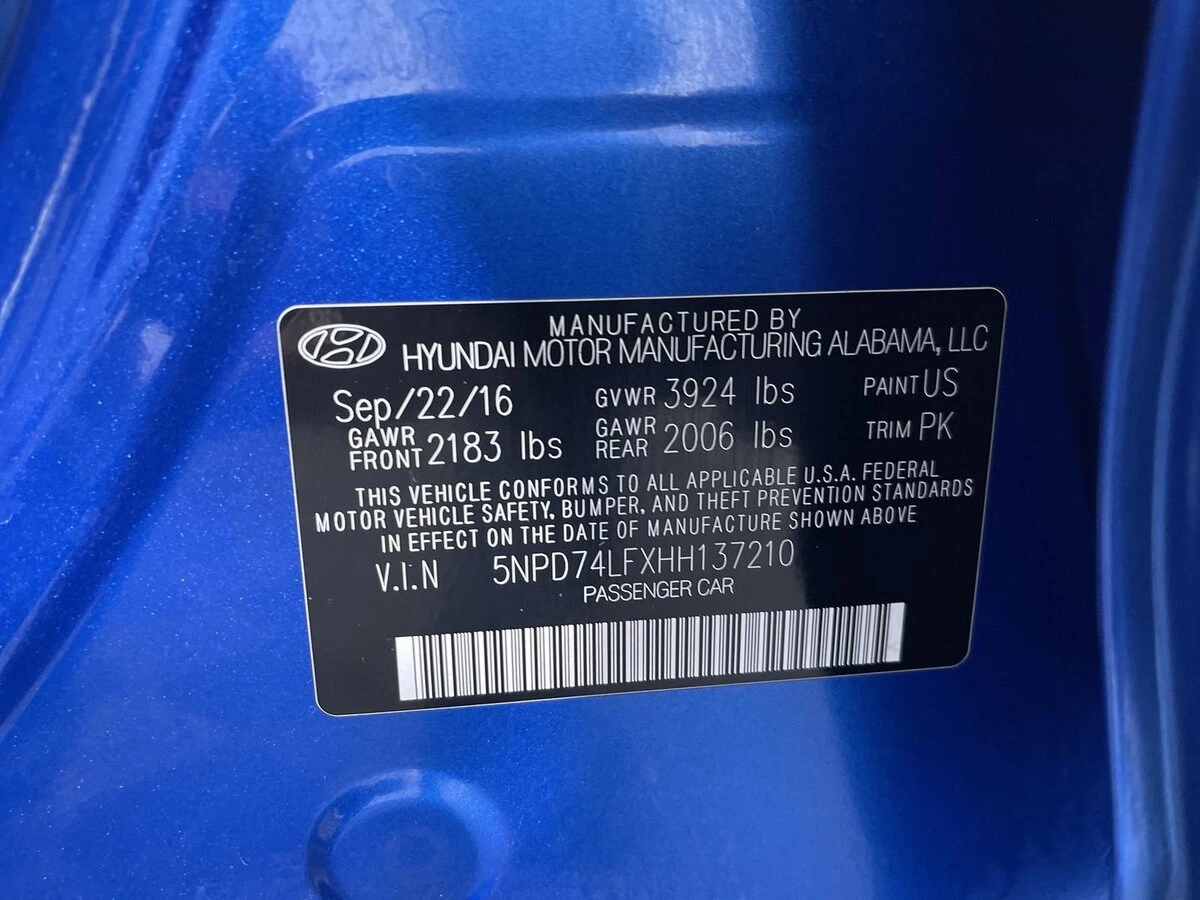 MANUFACTURED BY
HYUNDAI MOTOR MANUFACTURING ALABAMA, LLC
Sep/22/16 GVWR 3924 lbs PAINT US
GAWR FRONT 2183 lbs GAWR REAR 2006 lbs TRIM PK
THIS VEHICLE CONFORMS TO ALL APPLICABLE U.S.A. FEDERAL
MOTOR VEHICLE SAFETY, BUMPER, AND THEFT PREVENTION STANDARDS
IN EFFECT ON THE DATE OF MANUFACTURE SHOWN ABOVE
V.I.N 5NPD74LFXHH137210
PASSENGER CAR